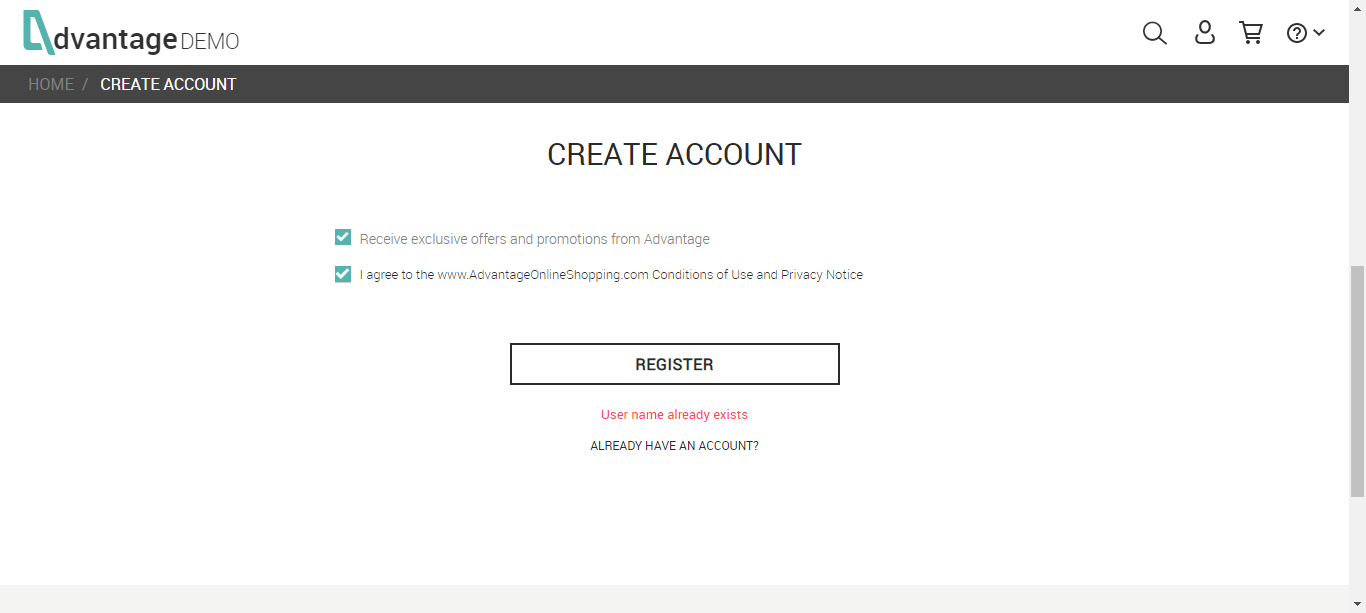 dvantage DEMO
HOME / CREATE ACCOUNT
CREATE ACCOUNT
Receive exclusive offers and promotions from Advantage
I agree to the www.AdvantageOnlineShopping.com Conditions of Use and Privacy Notice
REGISTER
User name already exists
ALREADY HAVE AN ACCOUNT?